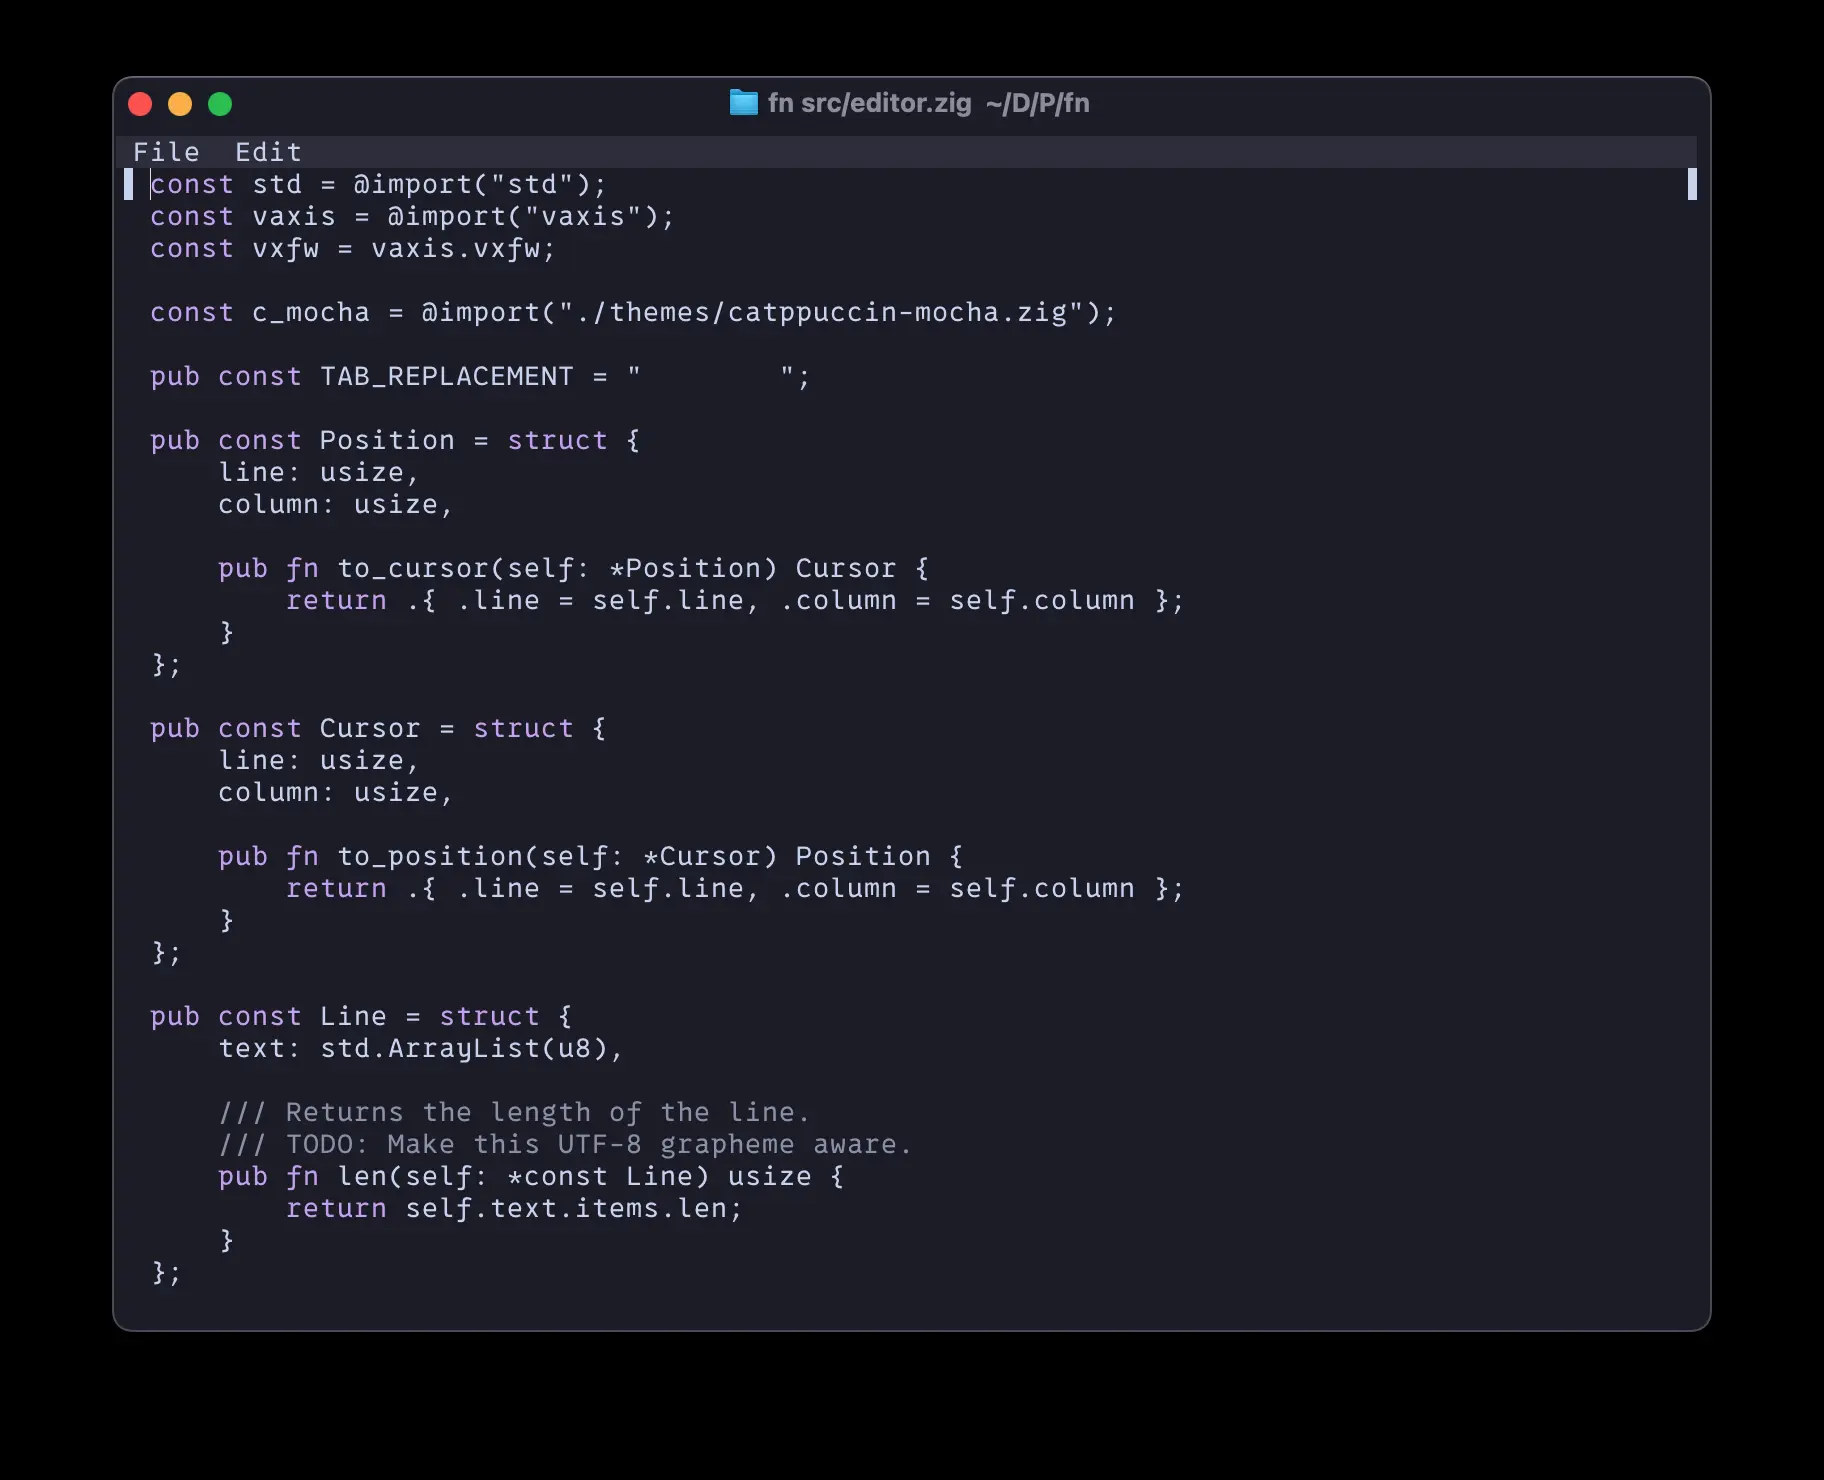 fn src/editor.zig ~/D/P/fn
File Edit
const std = @import("std");
const vaxis = @import("vaxis");
const vxfw = vaxis.vxfw;
const c_mocha = @import("./themes/catppuccin-mocha.zig");
pub const TAB_REPLACEMENT = "        ";
pub const Position = struct {
    line: usize,
    column: usize,
    pub fn to_cursor(self: *Position) Cursor {
        return .{ .line = self.line, .column = self.column };
    }
};
pub const Cursor = struct {
    line: usize,
    column: usize,
    pub fn to_position(self: *Cursor) Position {
        return .{ .line = self.line, .column = self.column };
    }
};
pub const Line = struct {
    text: std.ArrayList(u8),
    /// Returns the length of the line.
    /// TODO: Make this UTF-8 grapheme aware.
    pub fn len(self: *const Line) usize {
        return self.text.items.len;
    }
};